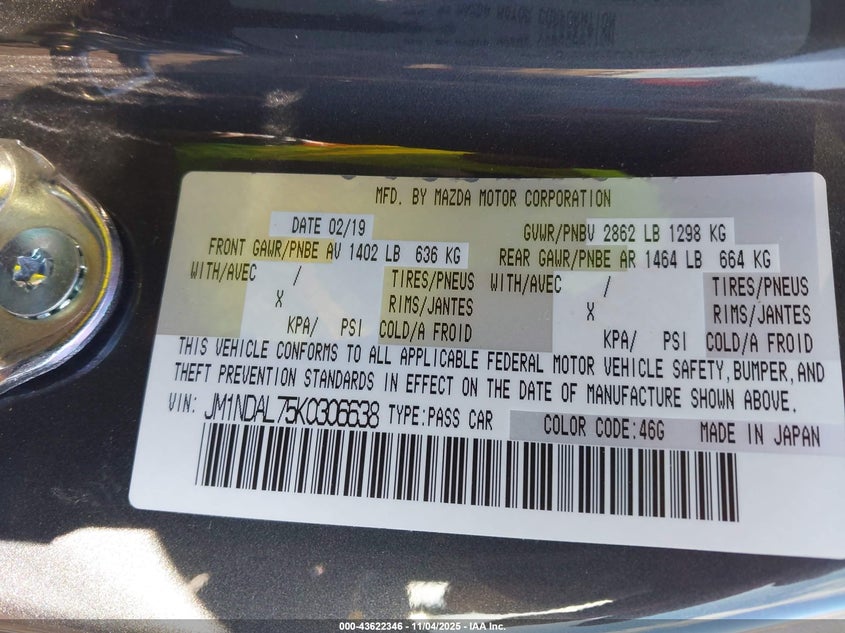 MFD. BY MAZDA MOTOR CORPORATION
DATE 02/19 GVWR/PNBV 2862 LB 1298 KG
FRONT GAWR/PNBE AV 1402 LB 636 KG REAR GAWR/PNBE AR 1464 LB 664 KG
WITH/AVEC / TIRES/PNEUS WITH/AVEC / TIRES/PNEUS
X RIMS/JANTES X RIMS/JANTES
KPA/ PSI COLD/A FROID KPA/ PSI COLD/A FROID
THIS VEHICLE CONFORMS TO ALL APPLICABLE FEDERAL MOTOR VEHICLE SAFETY,BUMPER,AND
THEFT PREVENTION STANDARDS IN EFFECT ON THE DATE OF MANUFACTURE SHOWN ABOVE.
VIN: JM1NDAL75K0306638 TYPE:PASS CAR COLOR CODE:46G MADE IN JAPAN
000-43622346 - 11/04/2025 - IAA Inc.